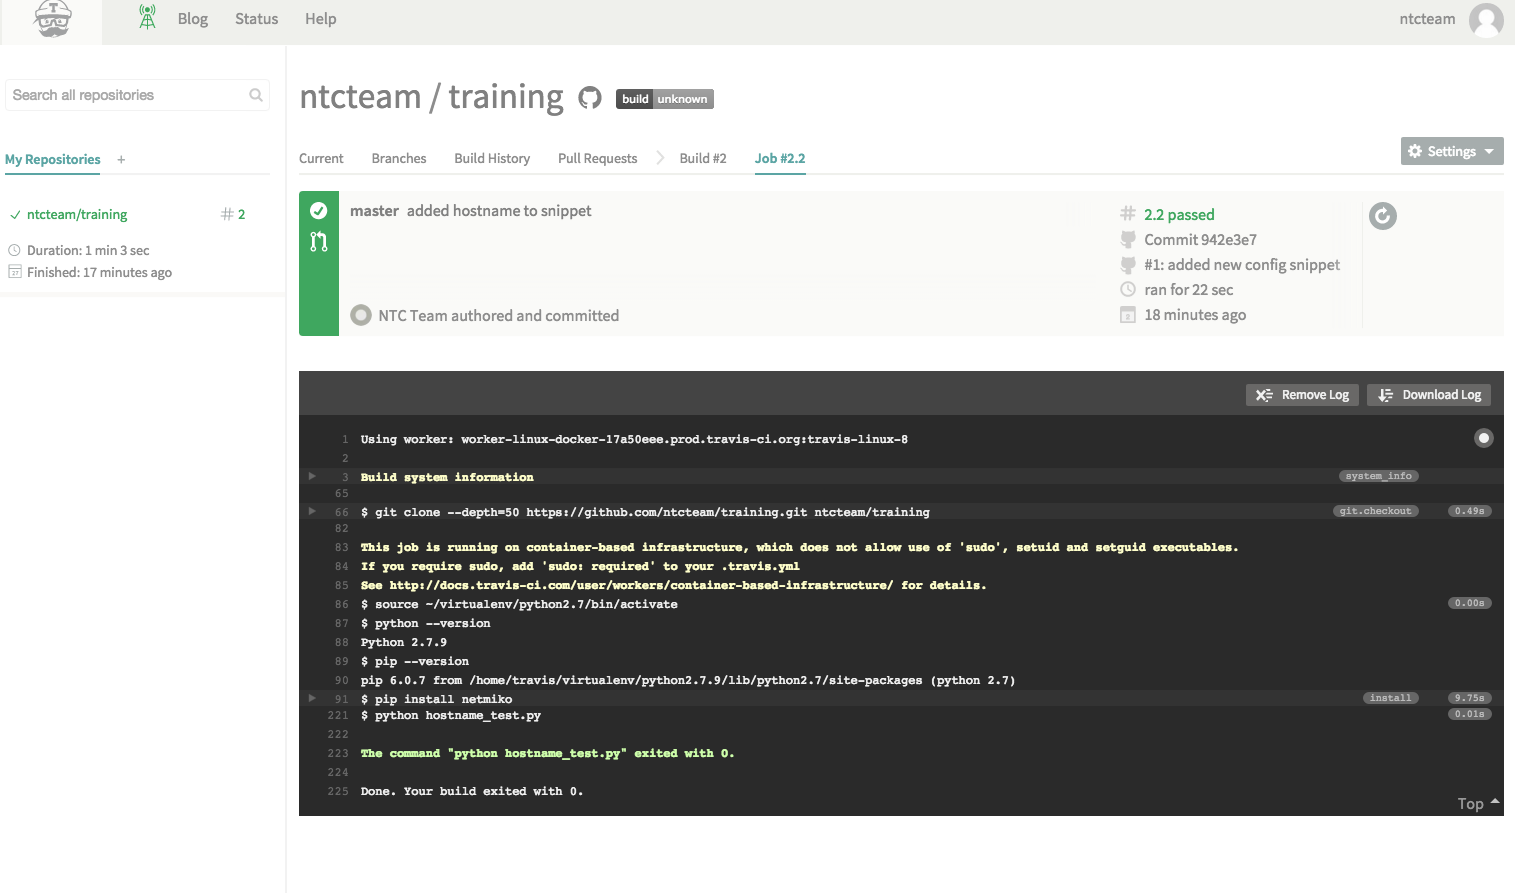 Blog Status Help ntcteam
Search all repositories
My Repositories +
ntcteam/training # 2
Duration: 1 min 3 sec
Finished: 17 minutes ago
ntcteam / training build unknown
Current Branches Build History Pull Requests Build #2 Job #2.2
Settings
master added hostname to snippet
NTC Team authored and committed
# 2.2 passed
Commit 942e3e7
#1: added new config snippet
ran for 22 sec
18 minutes ago
Remove Log Download Log
1 Using worker: worker-linux-docker-17a50eee.prod.travis-ci.org:travis-linux-8
2
3 Build system information system_info
65
66 $ git clone --depth=50 https://github.com/ntcteam/training.git ntcteam/training git.checkout 0.49s
82
83 This job is running on container-based infrastructure, which does not allow use of 'sudo', setuid and setguid executables.
84 If you require sudo, add 'sudo: required' to your .travis.yml
85 See http://docs.travis-ci.com/user/workers/container-based-infrastructure/ for details.
86 $ source ~/virtualenv/python2.7/bin/activate 0.00s
87 $ python --version
88 Python 2.7.9
89 $ pip --version
90 pip 6.0.7 from /home/travis/virtualenv/python2.7.9/lib/python2.7/site-packages (python 2.7)
91 $ pip install netmiko install 9.75s
221 $ python hostname_test.py 0.01s
222
223 The command "python hostname_test.py" exited with 0.
224
225 Done. Your build exited with 0.
Top